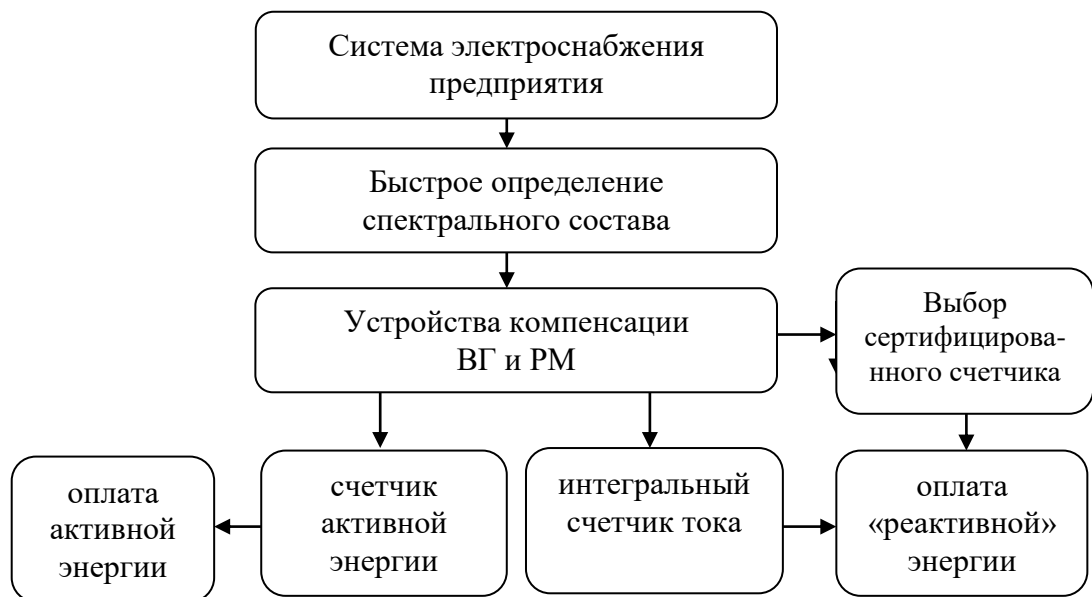 Система электроснабжения
предприятия
Быстрое определение
спектрального состава
Устройства компенсации
ВГ и РМ
Выбор
сертифицирова-
нного счетчика
оплата
активной
энергии
счетчик
активной
энергии
интегральный
счетчик тока
оплата
«реактивной»
энергии